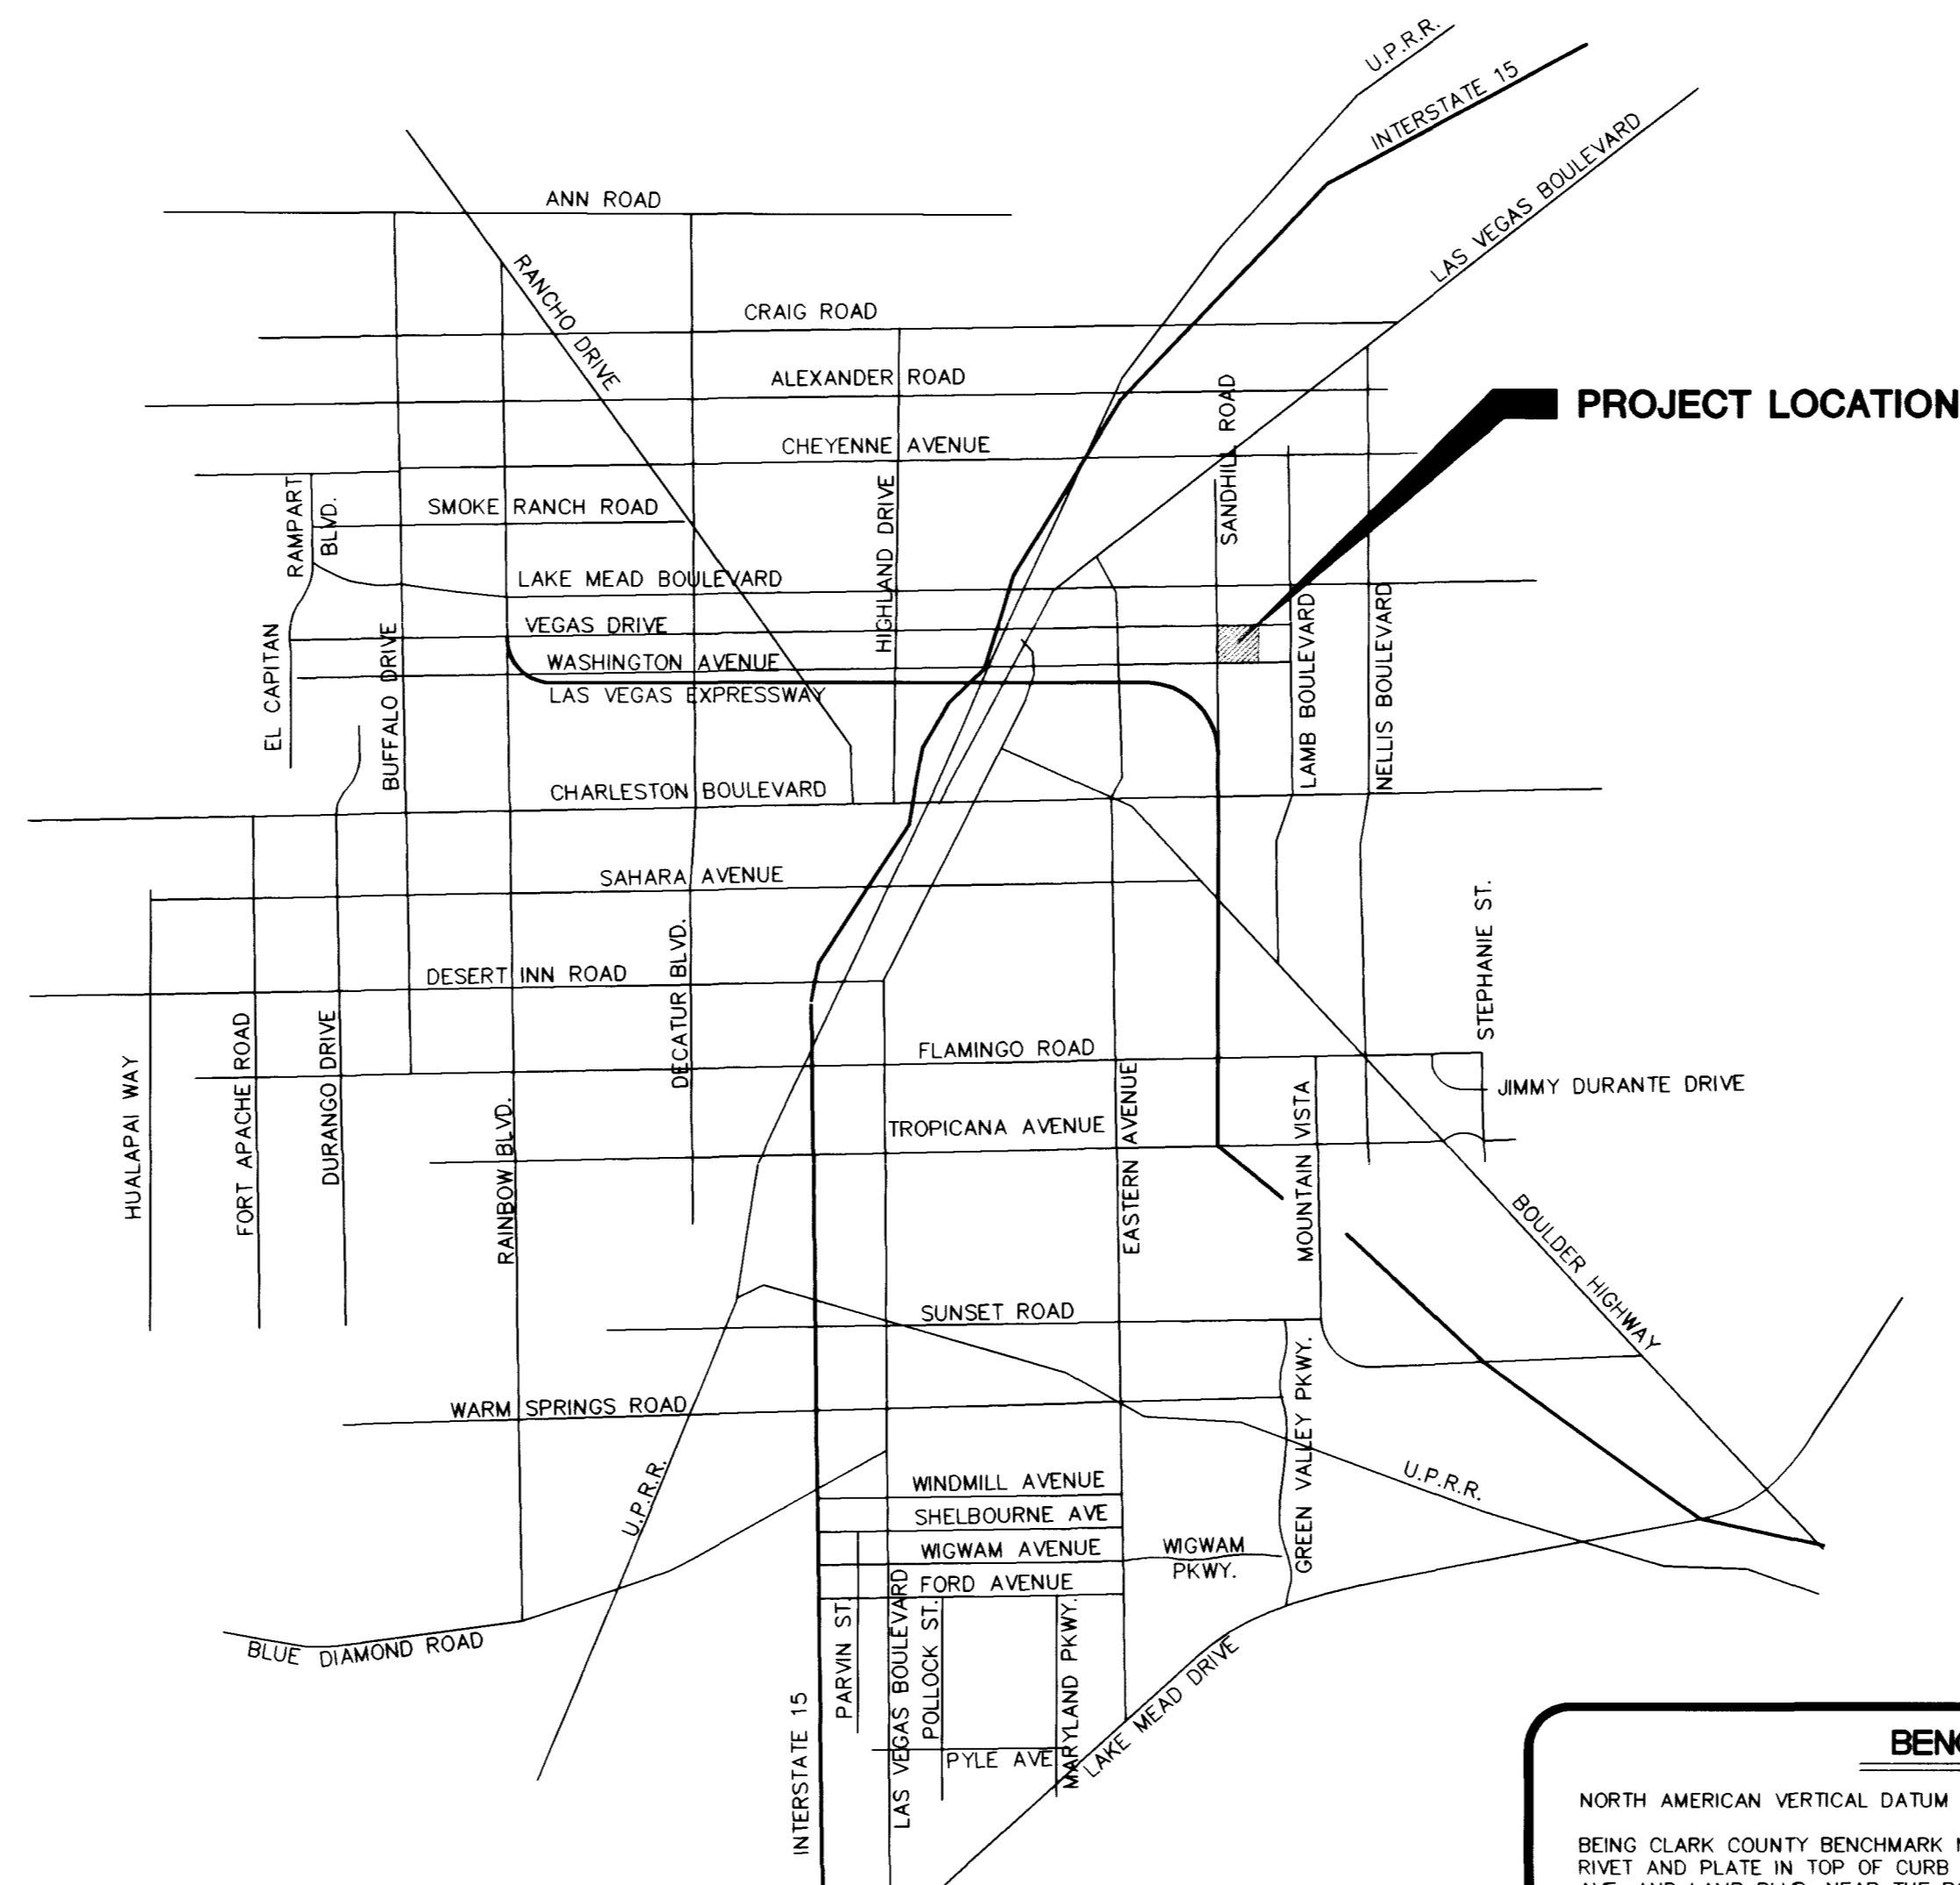 U.P.R.R.
INTERSTATE 15
LAS VEGAS BOULEVARD
ANN ROAD
RANCHO DRIVE
CRAIG ROAD
ALEXANDER ROAD
SANDHILL ROAD
PROJECT LOCATION
CHEYENNE AVENUE
RAMPART
BLVD.
SMOKE RANCH ROAD
HIGHLAND DRIVE
LAKE MEAD BOULEVARD
EL CAPITAN
BUFFALO DRIVE
VEGAS DRIVE
WASHINGTON AVENUE
LAS VEGAS EXPRESSWAY
LAMB BOULEVARD
NELLIS BOULEVARD
CHARLESTON BOULEVARD
SAHARA AVENUE
STEPHANIE ST.
DECATUR BLVD.
DESERT INN ROAD
HUALAPAI WAY
FORT APACHE ROAD
DURANGO DRIVE
RAINBOW BLVD.
FLAMINGO ROAD
JIMMY DURANTE DRIVE
TROPICANA AVENUE
EASTERN AVENUE
MOUNTAIN VISTA
BOULDER HIGHWAY
SUNSET ROAD
GREEN VALLEY PKWY.
WARM SPRINGS ROAD
U.P.R.R.
U.P.R.R.
WINDMILL AVENUE
SHELBOURNE AVE
WIGWAM AVENUE
WIGWAM
PKWY.
FORD AVENUE
BLUE DIAMOND ROAD
INTERSTATE 15
PARVIN ST.
LAS VEGAS BOULEVARD
POLLOCK ST.
MARYLAND PKWY.
PYLE AVE
LAKE MEAD DRIVE
NORTH AMERICAN VERTICAL DATUM
BEING CLARK COUNTY BENCHMARK
RIVET AND PLATE IN TOP OF CURB